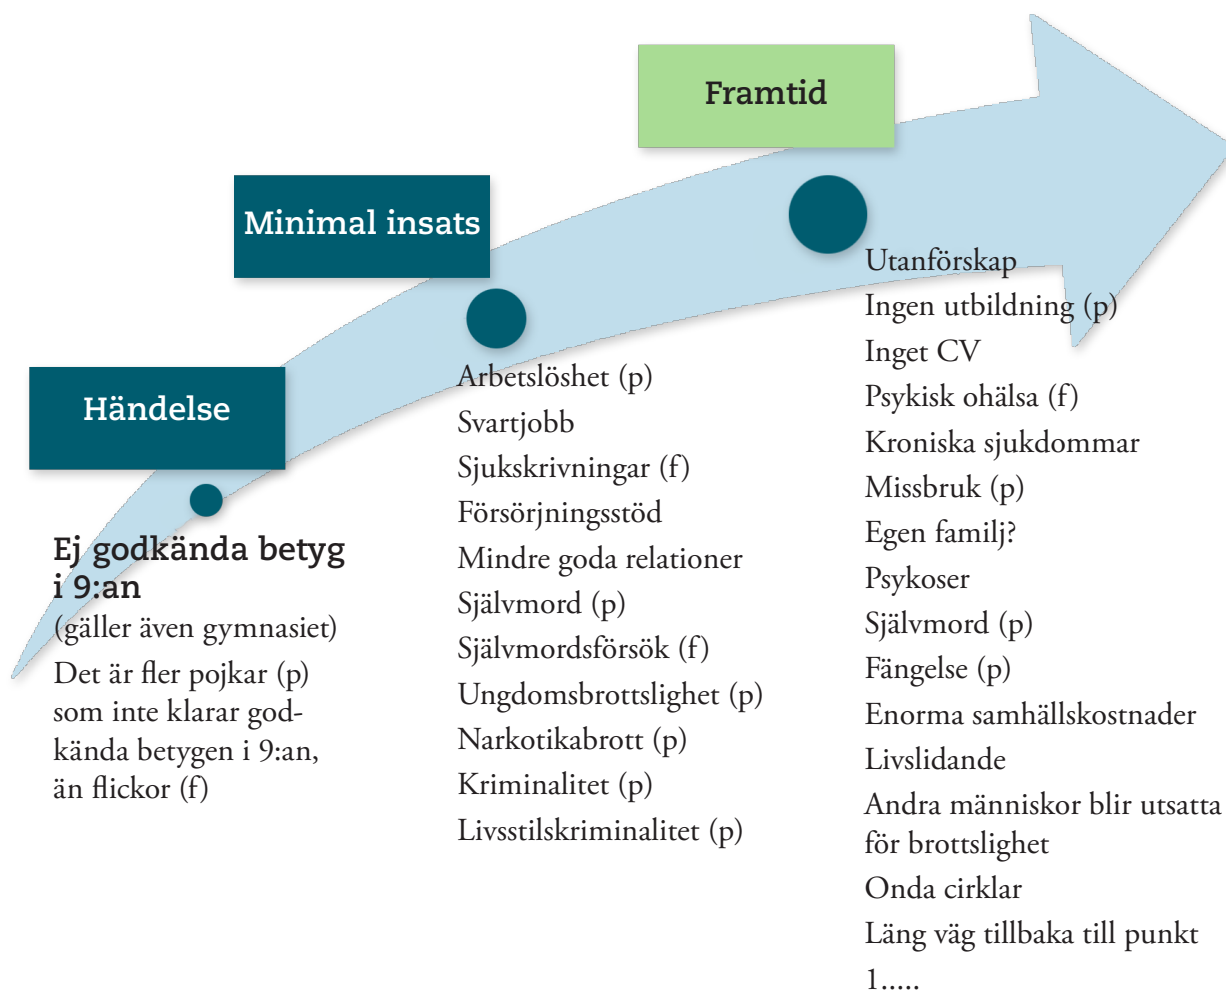 Framtid
Minimal insats
Händelse
Ej godkända betyg
i 9:an
(gäller även gymnasiet)
Det är fler pojkar (p)
som inte klarar god-
kända betygen i 9:an,
än flickor (f)
Arbetslöshet (p)
Svartjobb
Sjukskrivningar (f)
Försörjningsstöd
Mindre goda relationer
Självmord (p)
Självmordsförsök (f)
Ungdomsbrottslighet (p)
Narkotikabrott (p)
Kriminalitet (p)
Livsstilskriminalitet (p)
Utanförskap
Ingen utbildning (p)
Inget CV
Psykisk ohälsa (f)
Kroniska sjukdommar
Missbruk (p)
Egen familj?
Psykoser
Självmord (p)
Fängelse (p)
Enorma samhällskostnader
Livslidande
Andra människor blir utsatta
för brottslighet
Onda cirklar
Läng väg tillbaka till punkt
1.....